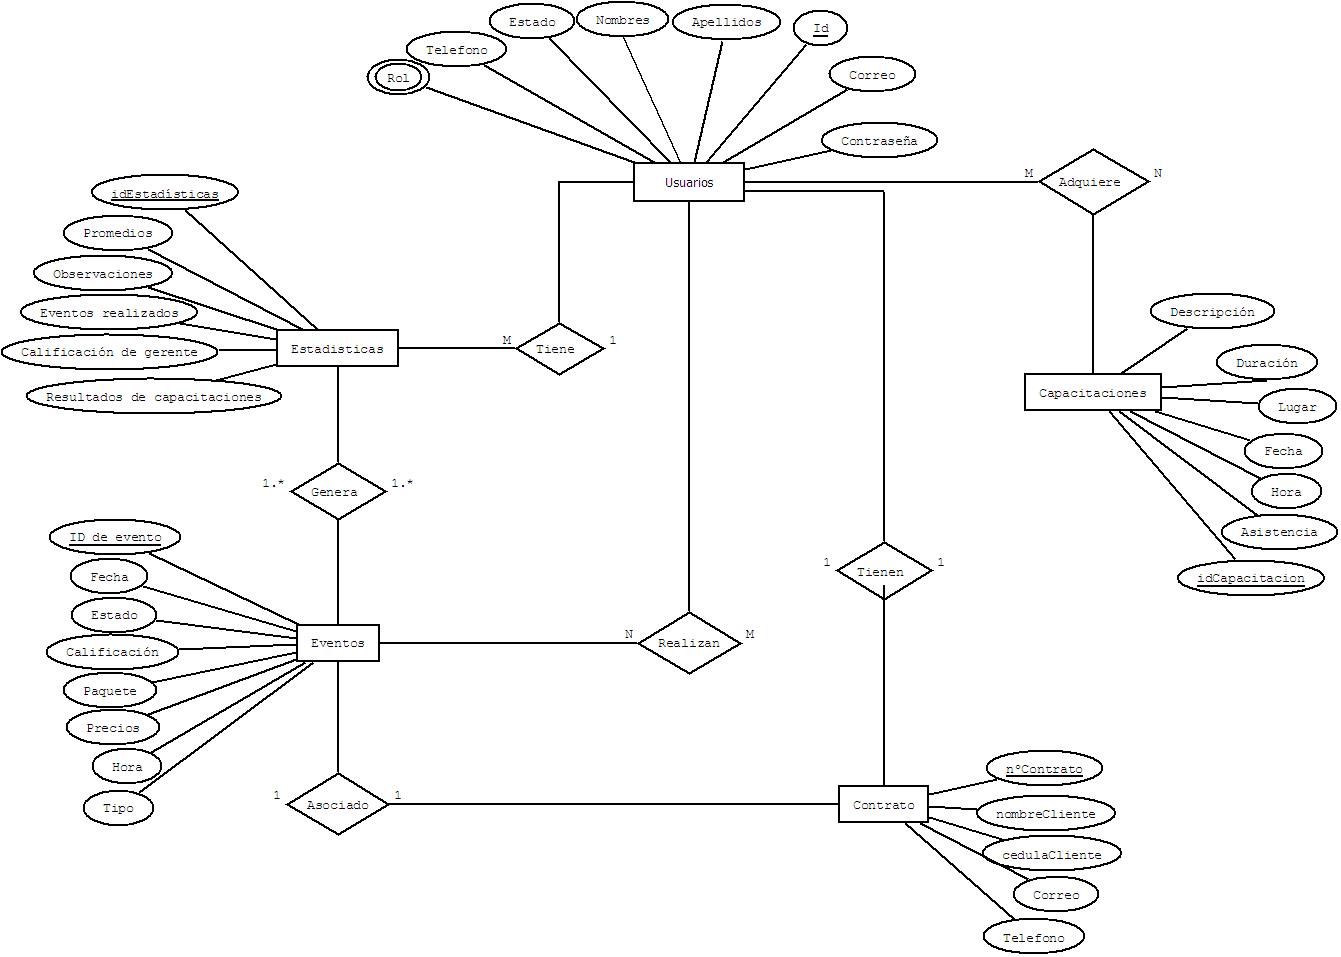 Estado
Nombres
Apellidos
Id
Telefono
Rol
Correo
Contraseña
Usuarios
M
Adquiere
N
idEstadísticas
Promedios
Observaciones
Eventos realizados
Calificación de gerente
Resultados de capacitaciones
Estadisticas
M
Tiene
1
Descripción
Duración
Lugar
Fecha
Hora
Asistencia
idCapacitacion
Capacitaciones
1.*
Genera
1.*
ID de evento
Fecha
Estado
Calificación
Paquete
Precios
Hora
Tipo
Eventos
N
Realizan
M
1
Tienen
1
1
Asociado
1
Contrato
nºContrato
nombreCliente
cedulaCliente
Correo
Telefono